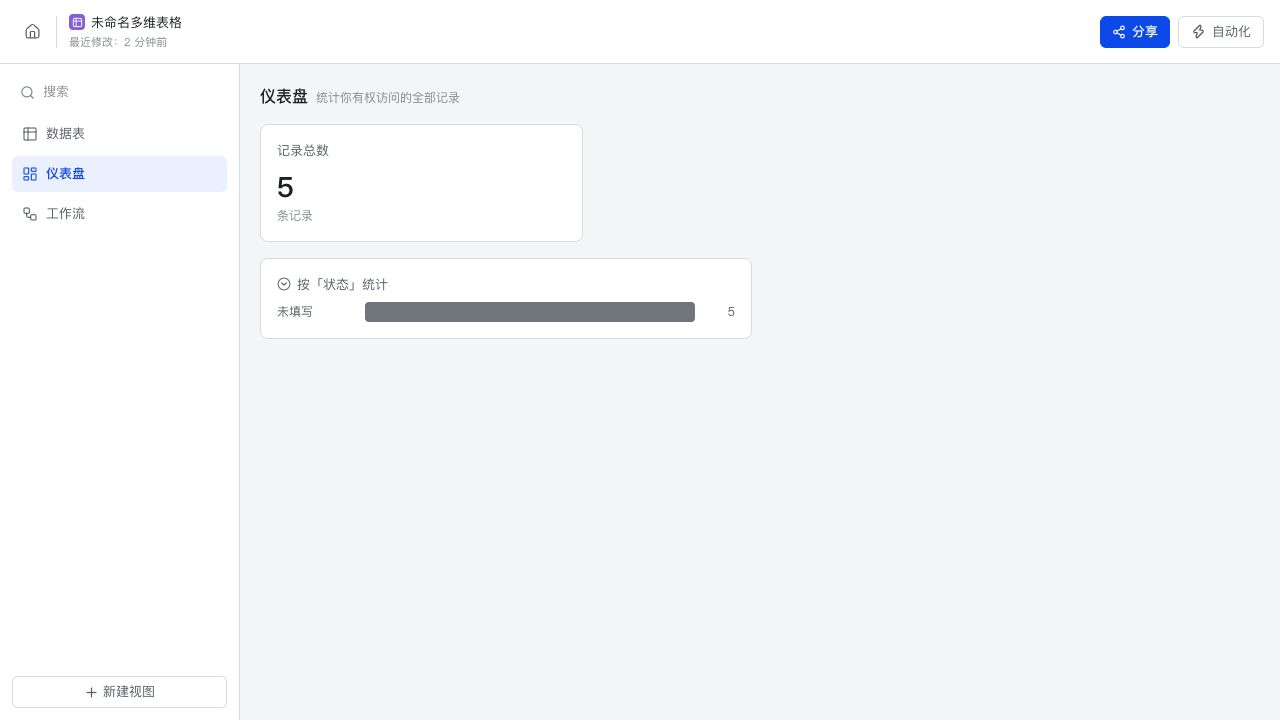 未命名多维表格
最近修改：2 分钟前
分享
自动化
搜索
数据表
仪表盘
工作流
新建视图
仪表盘 统计你有权访问的全部记录
记录总数
5
条记录
按「状态」统计
未填写 5